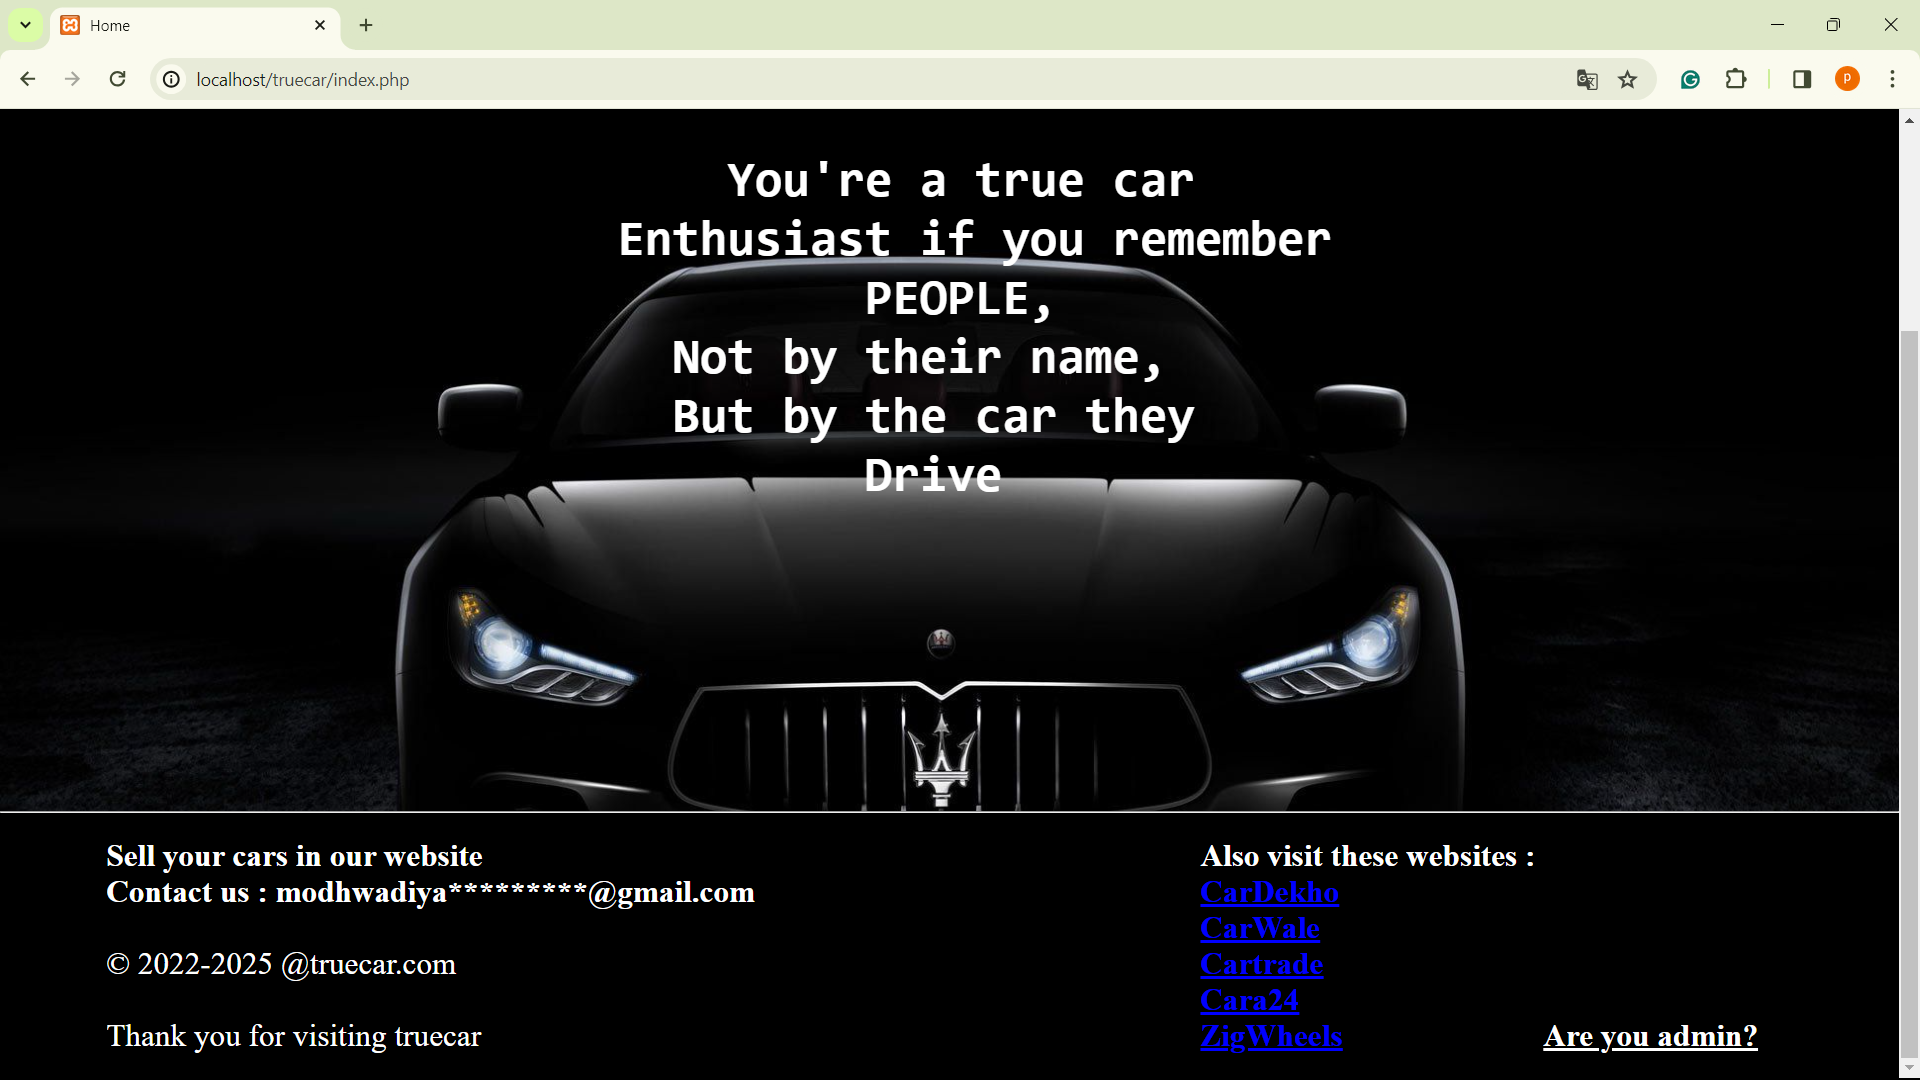 Home
localhost/truecar/index.php
P
You're a true car
Enthusiast if you remember
PEOPLE,
Not by their name,
But by the car they
Drive
Sell your cars in our website
Contact us : modhwadiya*********@gmail.com
© 2022-2025 @truecar.com
Thank you for visiting truecar
Also visit these websites :
CarDekho
CarWale
Cartrade
Cara24
ZigWheels
Are you admin?